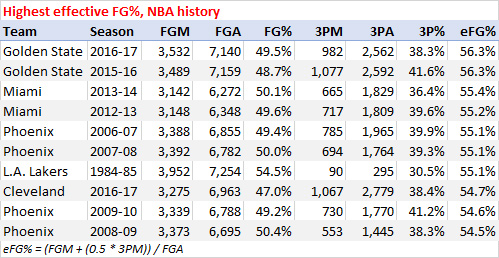 Highest effective FG%, NBA history
Team Season FGM FGA FG% 3PM 3PA 3P% eFG%
Golden State 2016-17 3,532 7,140 49.5% 982 2,562 38.3% 56.3%
Golden State 2015-16 3,489 7,159 48.7% 1,077 2,592 41.6% 56.3%
Miami 2013-14 3,142 6,272 50.1% 665 1,829 36.4% 55.4%
Miami 2012-13 3,148 6,348 49.6% 717 1,809 39.6% 55.2%
Phoenix 2006-07 3,388 6,855 49.4% 785 1,965 39.9% 55.1%
Phoenix 2007-08 3,392 6,782 50.0% 694 1,764 39.3% 55.1%
L.A. Lakers 1984-85 3,952 7,254 54.5% 90 295 30.5% 55.1%
Cleveland 2016-17 3,275 6,963 47.0% 1,067 2,779 38.4% 54.7%
Phoenix 2009-10 3,339 6,788 49.2% 730 1,770 41.2% 54.6%
Phoenix 2008-09 3,373 6,695 50.4% 553 1,445 38.3% 54.5%
eFG% = (FGM + (0.5 * 3PM)) / FGA